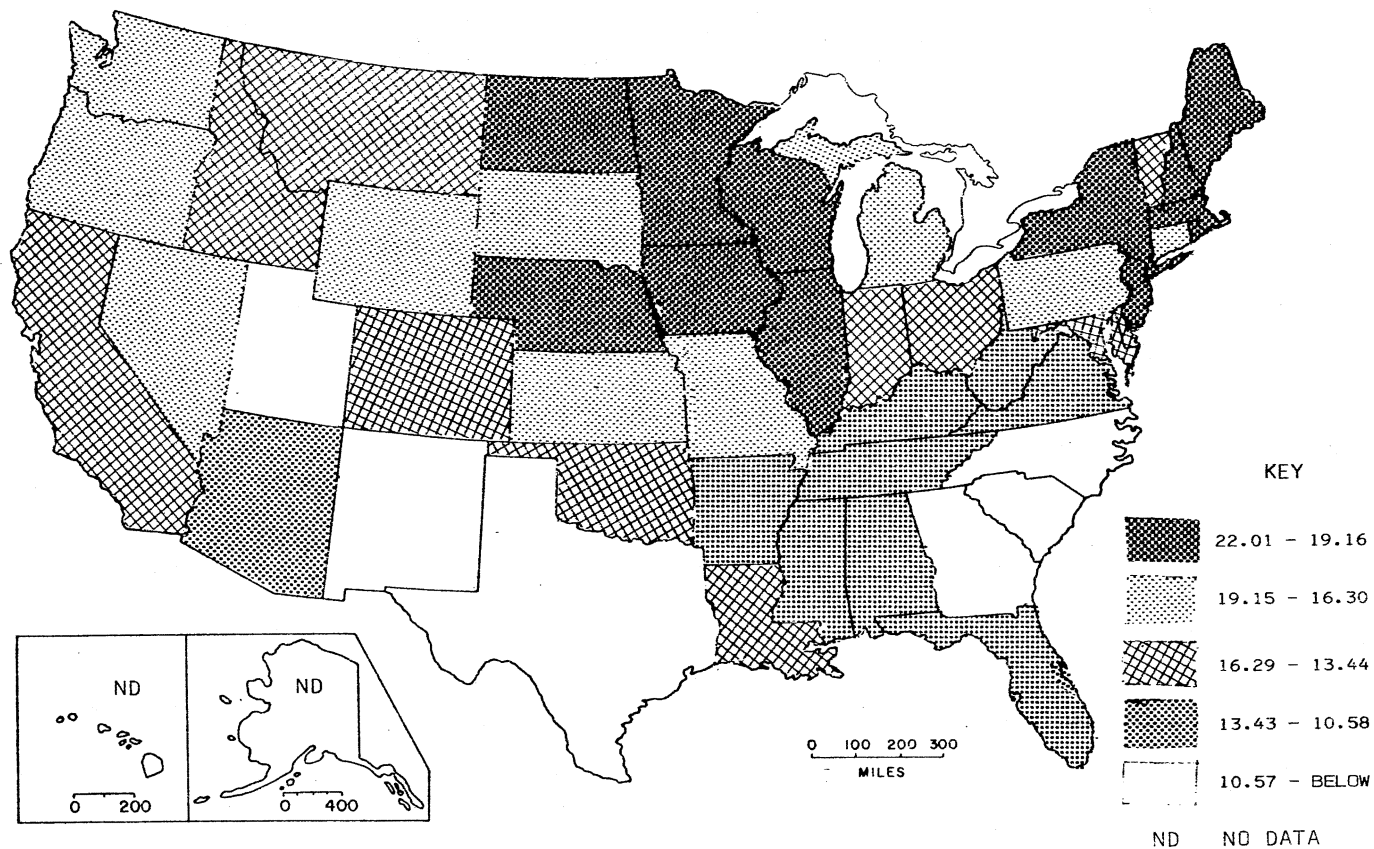 KEY
22.01 - 19.16
19.15 - 16.30
16.29 - 13.44
13.43 - 10.58
10.57 - BELOW
ND NO DATA
ND
ND
0 200
0 400
0 100 200 300
MILES